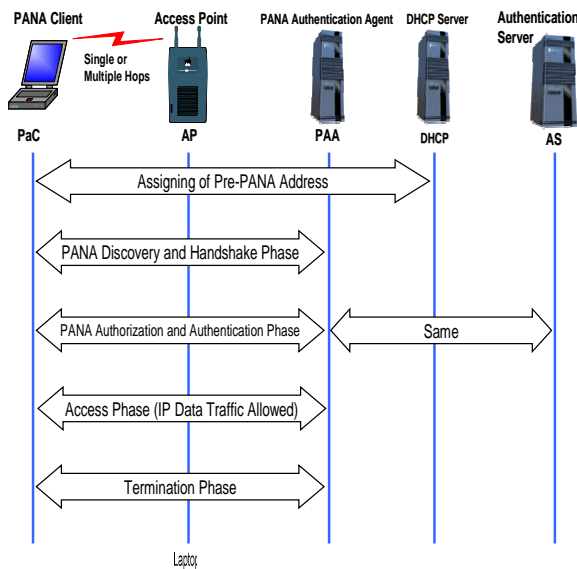 PANA Client
Access Point
PANA Authentication Agent
DHCP Server
Authentication
Server
Single or
Multiple Hops
PaC
AP
PAA
DHCP
AS
Assigning of Pre-PANA Address
PANA Discovery and Handshake Phase
PANA Authorization and Authentication Phase
Same
Access Phase (IP Data Traffic Allowed)
Termination Phase
Laptop